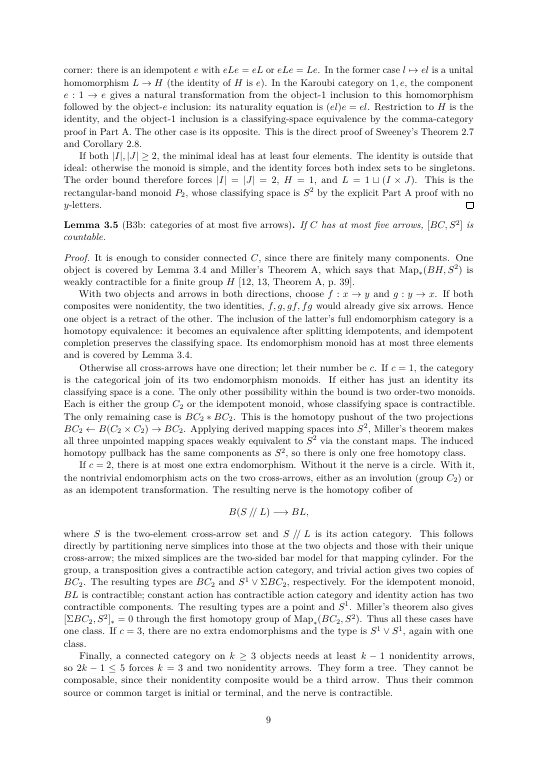 corner: there is an idempotent e with eLe = eL or eLe = Le. In the former case l ↦ el is a unital
homomorphism L → H (the identity of H is e). In the Karoubi category on 1, e, the component
e : 1 → e gives a natural transformation from the object-1 inclusion to this homomorphism
followed by the object-e inclusion: its naturality equation is (el)e = el. Restriction to H is the
identity, and the object-1 inclusion is a classifying-space equivalence by the comma-category
proof in Part A. The other case is its opposite. This is the direct proof of Sweeney's Theorem 2.7
and Corollary 2.8.
If both |I|, |J| ≥ 2, the minimal ideal has at least four elements. The identity is outside that
ideal: otherwise the monoid is simple, and the identity forces both index sets to be singletons.
The order bound therefore forces |I| = |J| = 2, H = 1, and L = 1 ⊔ (I × J). This is the
rectangular-band monoid P₂, whose classifying space is S² by the explicit Part A proof with no
y-letters. □
Lemma 3.5 (B3b: categories of at most five arrows). If C has at most five arrows, [BC, S²] is
countable.
Proof. It is enough to consider connected C, since there are finitely many components. One
object is covered by Lemma 3.4 and Miller's Theorem A, which says that Map∗(BH, S²) is
weakly contractible for a finite group H [12, 13, Theorem A, p. 39].
With two objects and arrows in both directions, choose f : x → y and g : y → x. If both
composites were nonidentity, the two identities, f, g, gf, fg would already give six arrows. Hence
one object is a retract of the other. The inclusion of the latter's full endomorphism category is a
homotopy equivalence: it becomes an equivalence after splitting idempotents, and idempotent
completion preserves the classifying space. Its endomorphism monoid has at most three elements
and is covered by Lemma 3.4.
Otherwise all cross-arrows have one direction; let their number be c. If c = 1, the category
is the categorical join of its two endomorphism monoids. If either has just an identity its
classifying space is a cone. The only other possibility within the bound is two order-two monoids.
Each is either the group C₂ or the idempotent monoid, whose classifying space is contractible.
The only remaining case is BC₂ ∗ BC₂. This is the homotopy pushout of the two projections
BC₂ ← B(C₂ × C₂) → BC₂. Applying derived mapping spaces into S², Miller's theorem makes
all three unpointed mapping spaces weakly equivalent to S² via the constant maps. The induced
homotopy pullback has the same components as S², so there is only one free homotopy class.
If c = 2, there is at most one extra endomorphism. Without it the nerve is a circle. With it,
the nontrivial endomorphism acts on the two cross-arrows, either as an involution (group C₂) or
as an idempotent transformation. The resulting nerve is the homotopy cofiber of
B(S // L) ⟶ BL,
where S is the two-element cross-arrow set and S // L is its action category. This follows
directly by partitioning nerve simplices into those at the two objects and those with their unique
cross-arrow; the mixed simplices are the two-sided bar model for that mapping cylinder. For the
group, a transposition gives a contractible action category, and trivial action gives two copies of
BC₂. The resulting types are BC₂ and S¹ ∨ ΣBC₂, respectively. For the idempotent monoid,
BL is contractible; constant action has contractible action category and identity action has two
contractible components. The resulting types are a point and S¹. Miller's theorem also gives
[ΣBC₂, S²]∗ = 0 through the first homotopy group of Map∗(BC₂, S²). Thus all these cases have
one class. If c = 3, there are no extra endomorphisms and the type is S¹ ∨ S¹, again with one
class.
Finally, a connected category on k ≥ 3 objects needs at least k − 1 nonidentity arrows,
so 2k − 1 ≤ 5 forces k = 3 and two nonidentity arrows. They form a tree. They cannot be
composable, since their nonidentity composite would be a third arrow. Thus their common
source or common target is initial or terminal, and the nerve is contractible.
9